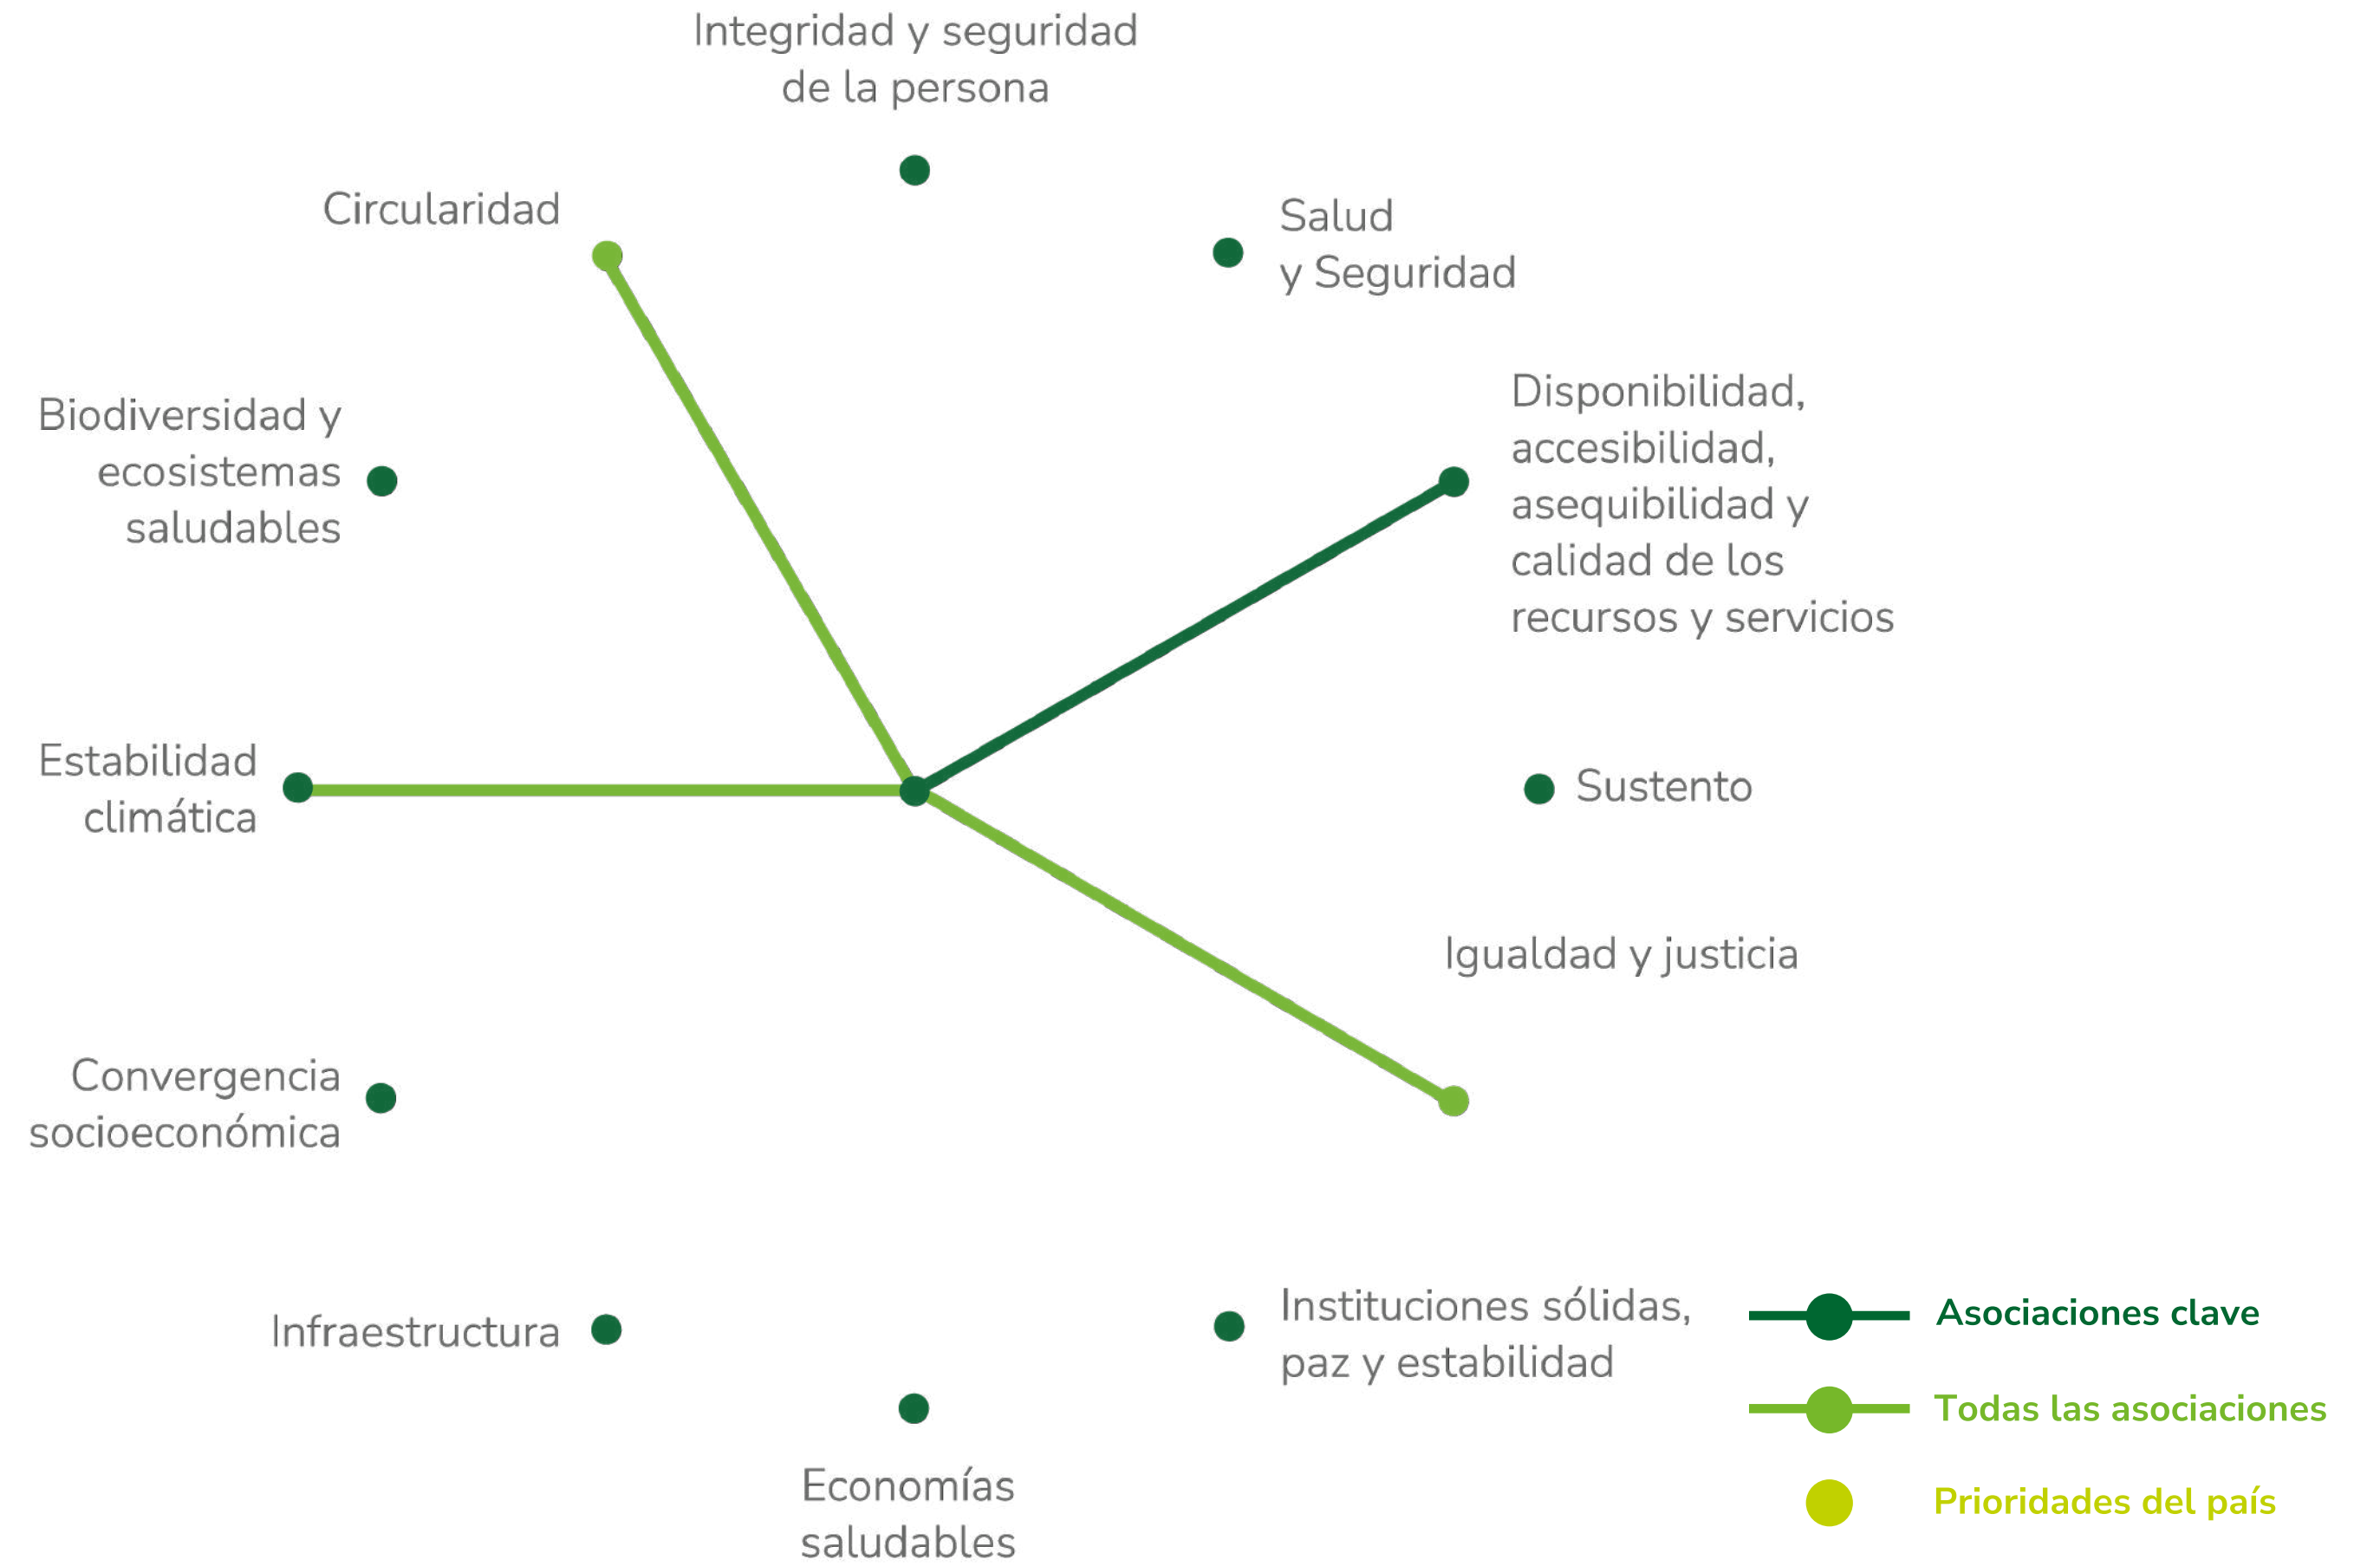 Integridad y seguridad
de la persona
Circularidad
Salud
y Seguridad
Biodiversidad y
ecosistemas
saludables
Disponibilidad,
accesibilidad,
asequibilidad y
calidad de los
recursos y servicios
Estabilidad
climática
Sustento
Igualdad y justicia
Convergencia
socioeconómica
Infraestructura
Instituciones sólidas,
paz y estabilidad
Economías
saludables
Asociaciones clave
Todas las asociaciones
Prioridades del país